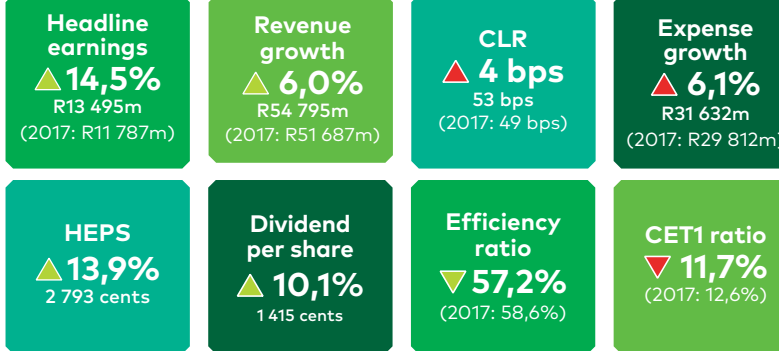 Headline
earnings
14,5%
R13 495m
(2017: R11 787m)
Revenue
growth
6,0%
R54 795m
(2017: R51 687m)
CLR
4 bps
53 bps
(2017: 49 bps)
Expense
growth
6,1%
R31 632m
(2017: R29 812m)
HEPS
13,9%
2 793 cents
Dividend
per share
10,1%
1 415 cents
Efficiency
ratio
57,2%
(2017: 58,6%)
CET1 ratio
11,7%
(2017: 12,6%)